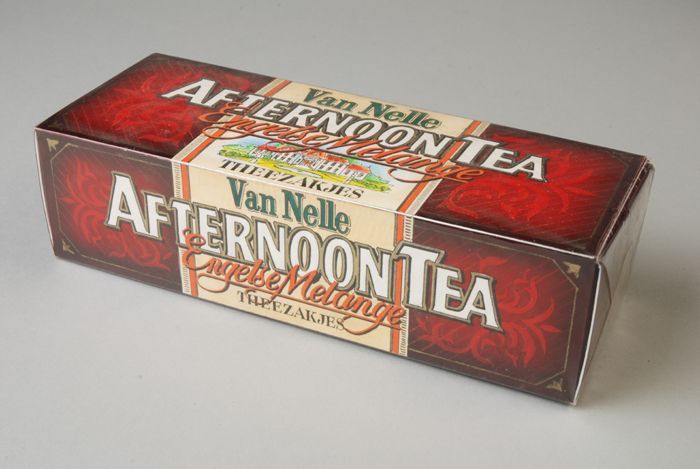 Van Nelle
AFTERNOON TEA
Engelse Melange
THEEZAKJES
Van Nelle
AFTERNOON TEA
Engelse Melange
THEEZAKJES